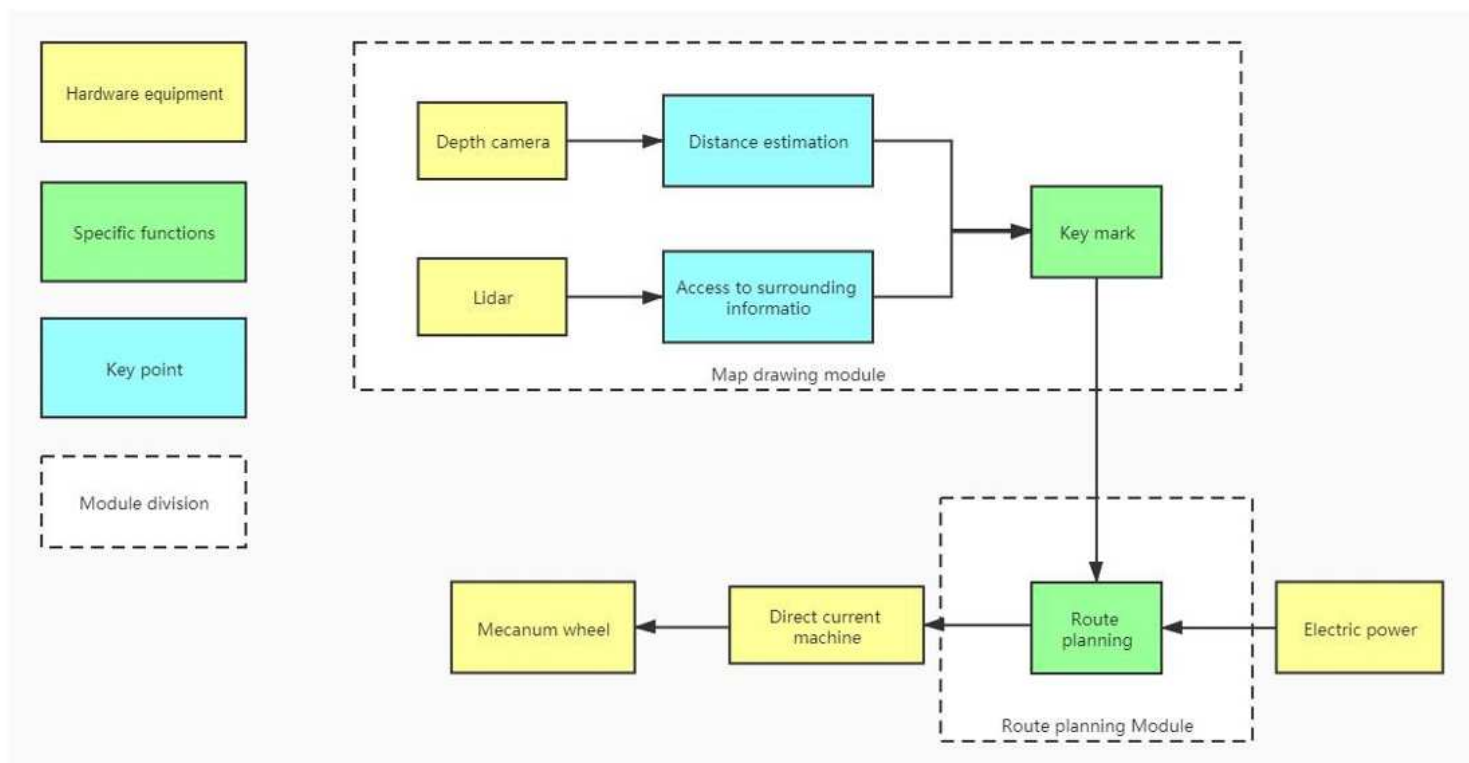 Hardware equipment
Specific functions
Key point
Module division
Depth camera
Distance estimation
Lidar
Access to surrounding
informatio
Key mark
Map drawing module
Mecanum wheel
Direct current
machine
Route
planning
Electric power
Route planning Module